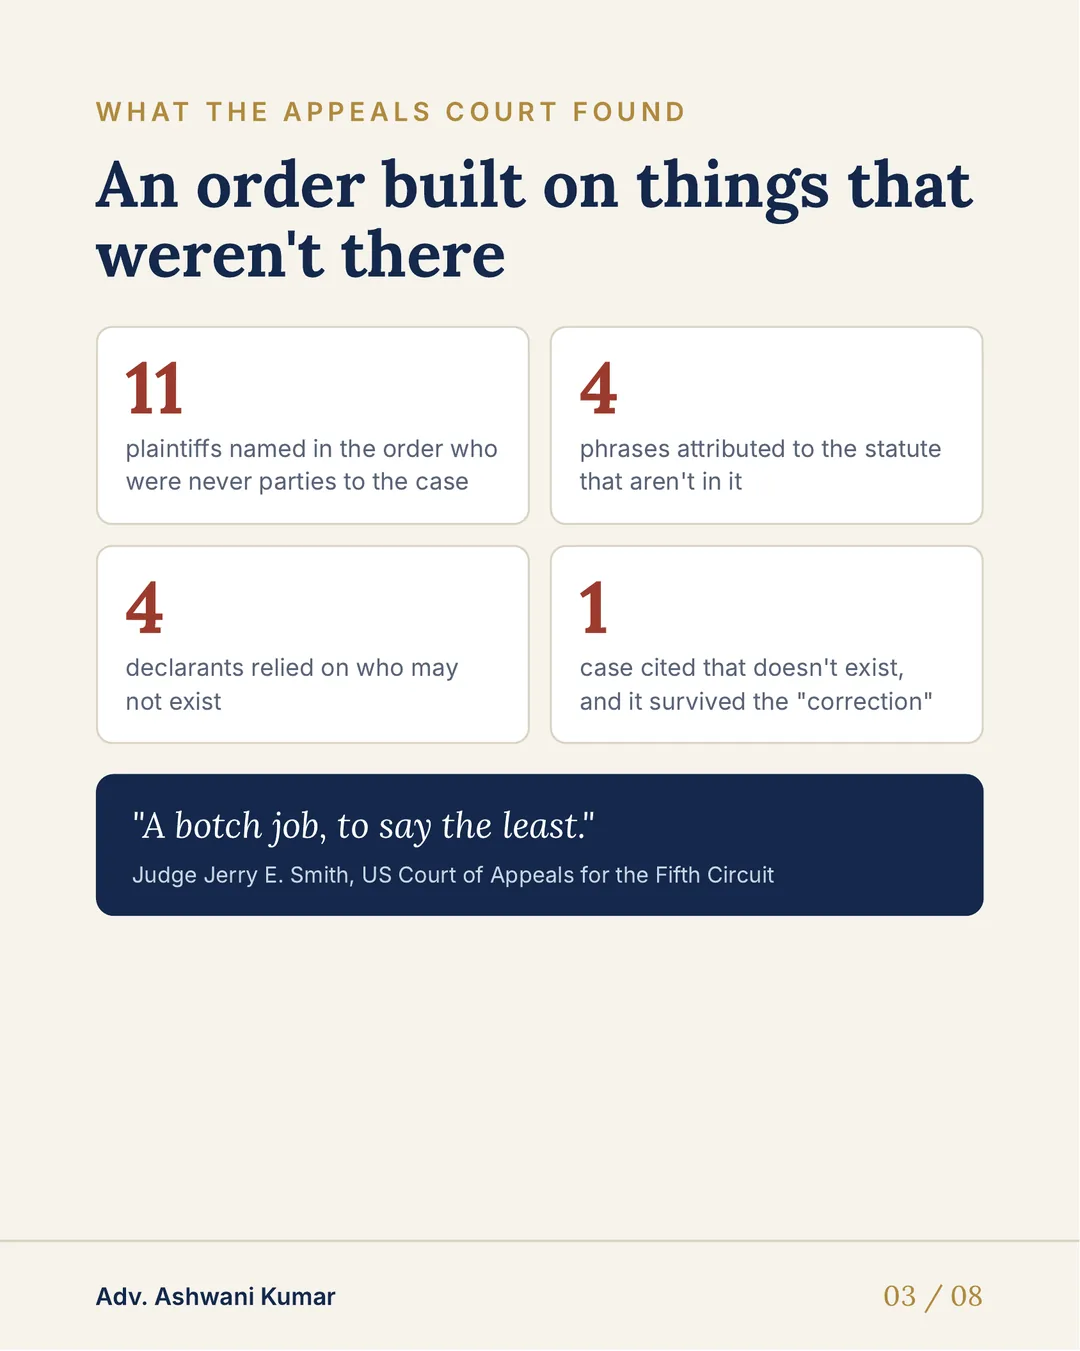 WHAT THE APPEALS COURT FOUND
An order built on things that
weren't there
11
plaintiffs named in the order who
were never parties to the case
4
phrases attributed to the statute
that aren't in it
4
declarants relied on who may
not exist
1
case cited that doesn't exist,
and it survived the "correction"
"A botch job, to say the least."
Judge Jerry E. Smith, US Court of Appeals for the Fifth Circuit
Adv. Ashwani Kumar
03 / 08